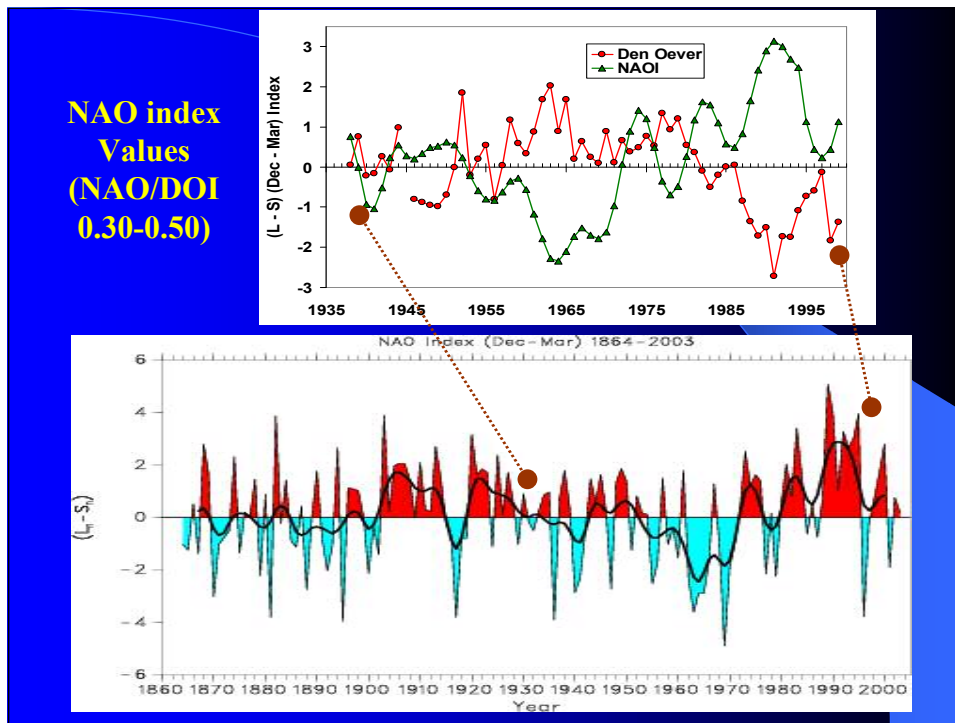 NAO index
Values
(NAO/DOI
0.30-0.50)
(L - S) (Dec - Mar) Index
3
2
1
0
-1
-2
-3
Den Oever
NAOI
1935 1945 1955 1965 1975 1985 1995
NAO Index (Dec-Mar) 1864-2003
(Ln-Sn)
6
4
2
0
-2
-4
-6
1860 1870 1880 1890 1900 1910 1920 1930 1940 1950 1960 1970 1980 1990 2000
Year